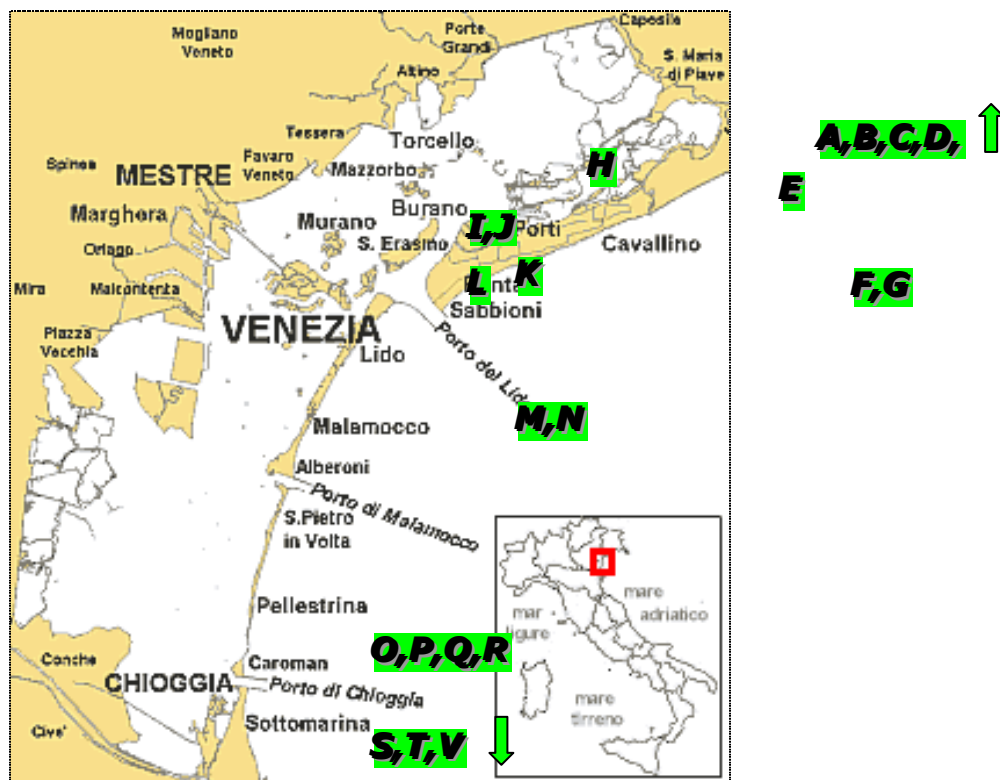 Mogliano
Veneto
Porte
Grandi
Caposile
S. Maria
di Piave
Altino
Tessera
Torcello
A,B,C,D,
Spinea
MESTRE
Favaro
Veneto
Mazzorbo
H
E
Marghera
Burano
Murano
I,J
Porti
S. Erasmo
Cavallino
Oriago
Mira
Malcontenta
L
K
F,G
Sabbioni
VENEZIA
Piazza
Vecchia
Lido
Porto del Lido
Malamocco
M,N
Alberoni
Porto di Malamocco
S.Pietro
in Volta
Pellestrina
mare
adriatico
mar
ligure
O,P,Q,R
Conche
Caroman
CHIOGGIA
Porto di Chioggia
mare
tirreno
Sottomarina
Cive'
S,T,V